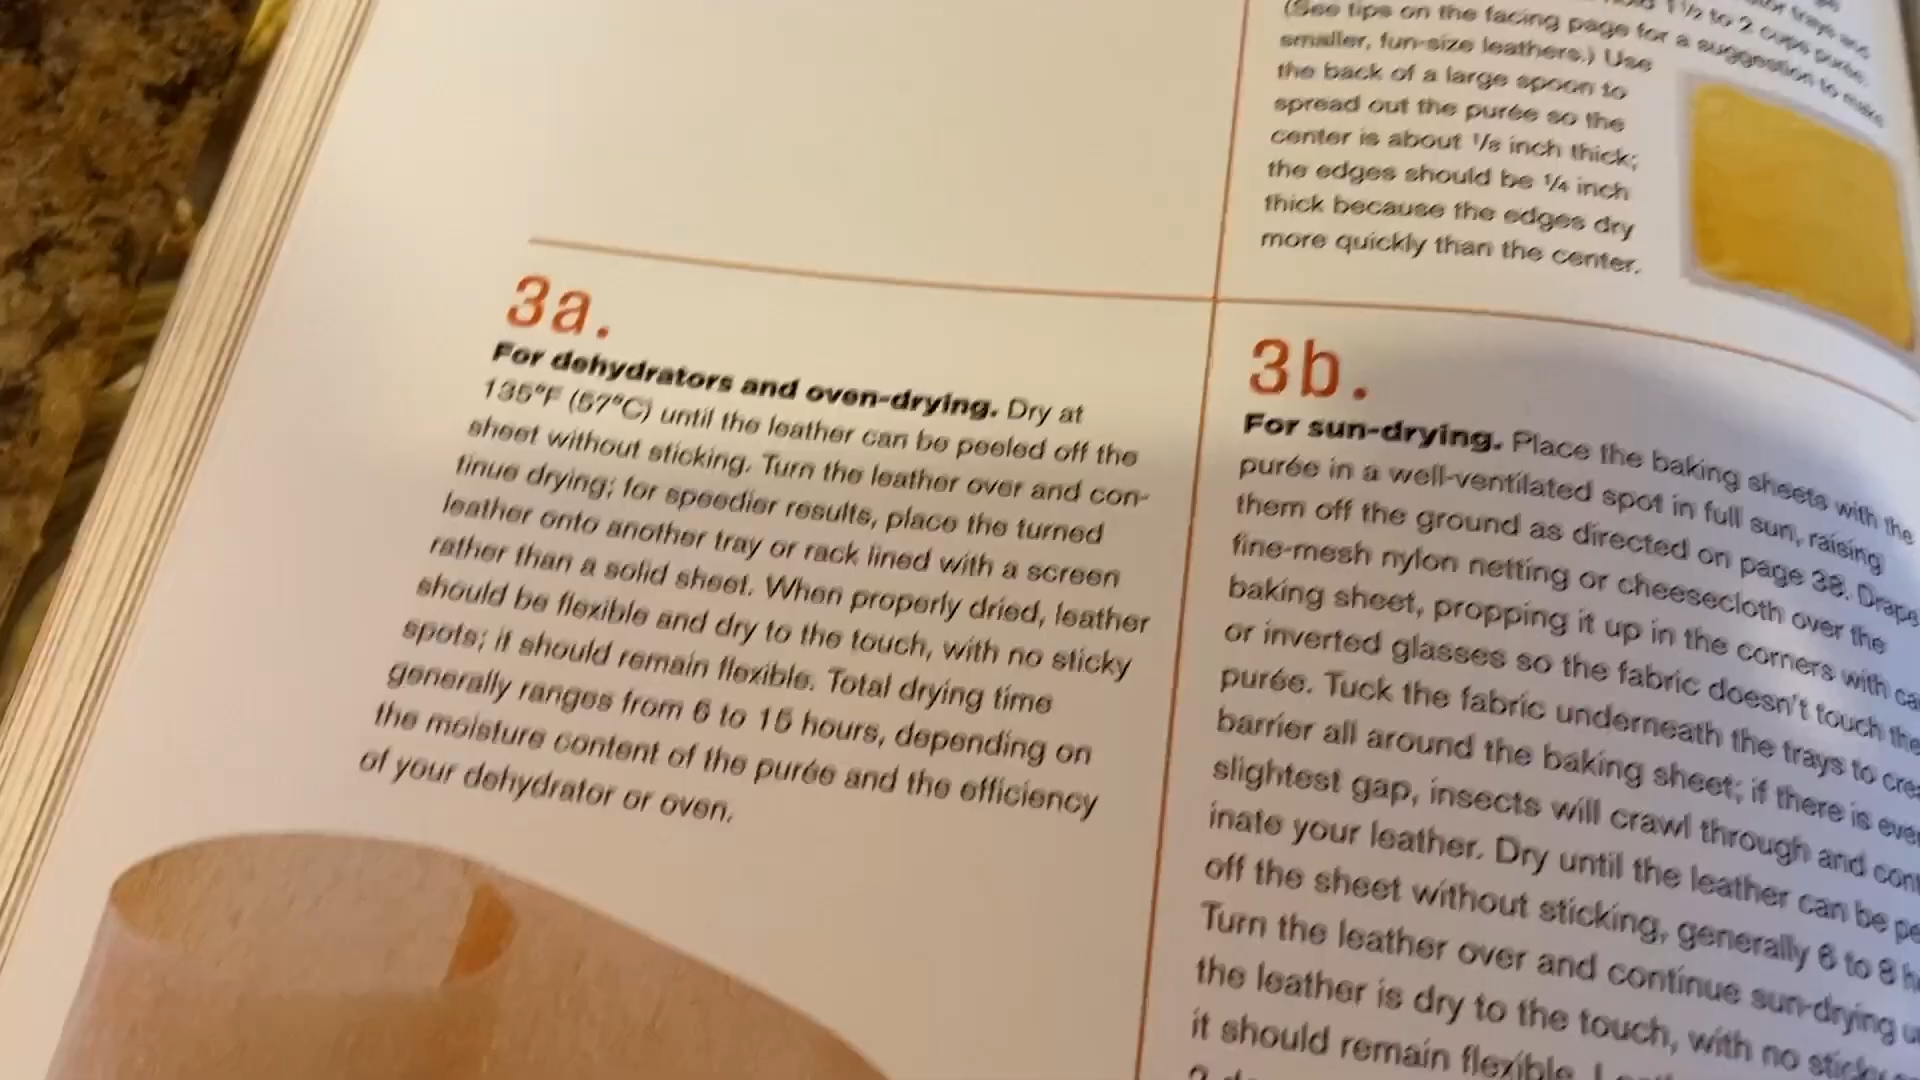 1½ to 2 cups purée.
(See tips on the facing page for a suggestion to make
smaller, fun-size leathers.) Use
the back of a large spoon to
spread out the purée so the
center is about ⅛ inch thick;
the edges should be ¼ inch
thick because the edges dry
more quickly than the center.
3a.
For dehydrators and oven-drying. Dry at
135°F (57°C) until the leather can be peeled off the
sheet without sticking. Turn the leather over and con-
tinue drying; for speedier results, place the turned
leather onto another tray or rack lined with a screen
rather than a solid sheet. When properly dried, leather
should be flexible and dry to the touch, with no sticky
spots; it should remain flexible. Total drying time
generally ranges from 6 to 15 hours, depending on
the moisture content of the purée and the efficiency
of your dehydrator or oven.
3b.
For sun-drying. Place the baking sheets with the
purée in a well-ventilated spot in full sun, raising
them off the ground as directed on page 38. Drape
fine-mesh nylon netting or cheesecloth over the
baking sheet, propping it up in the corners with
or inverted glasses so the fabric doesn't touch the
purée. Tuck the fabric underneath the trays to
barrier all around the baking sheet; if there is
slightest gap, insects will crawl through and
inate your leather. Dry until the leather can be
off the sheet without sticking, generally 6 to 8
Turn the leather over and continue sun-drying
the leather is dry to the touch, with no
it should remain flexible.